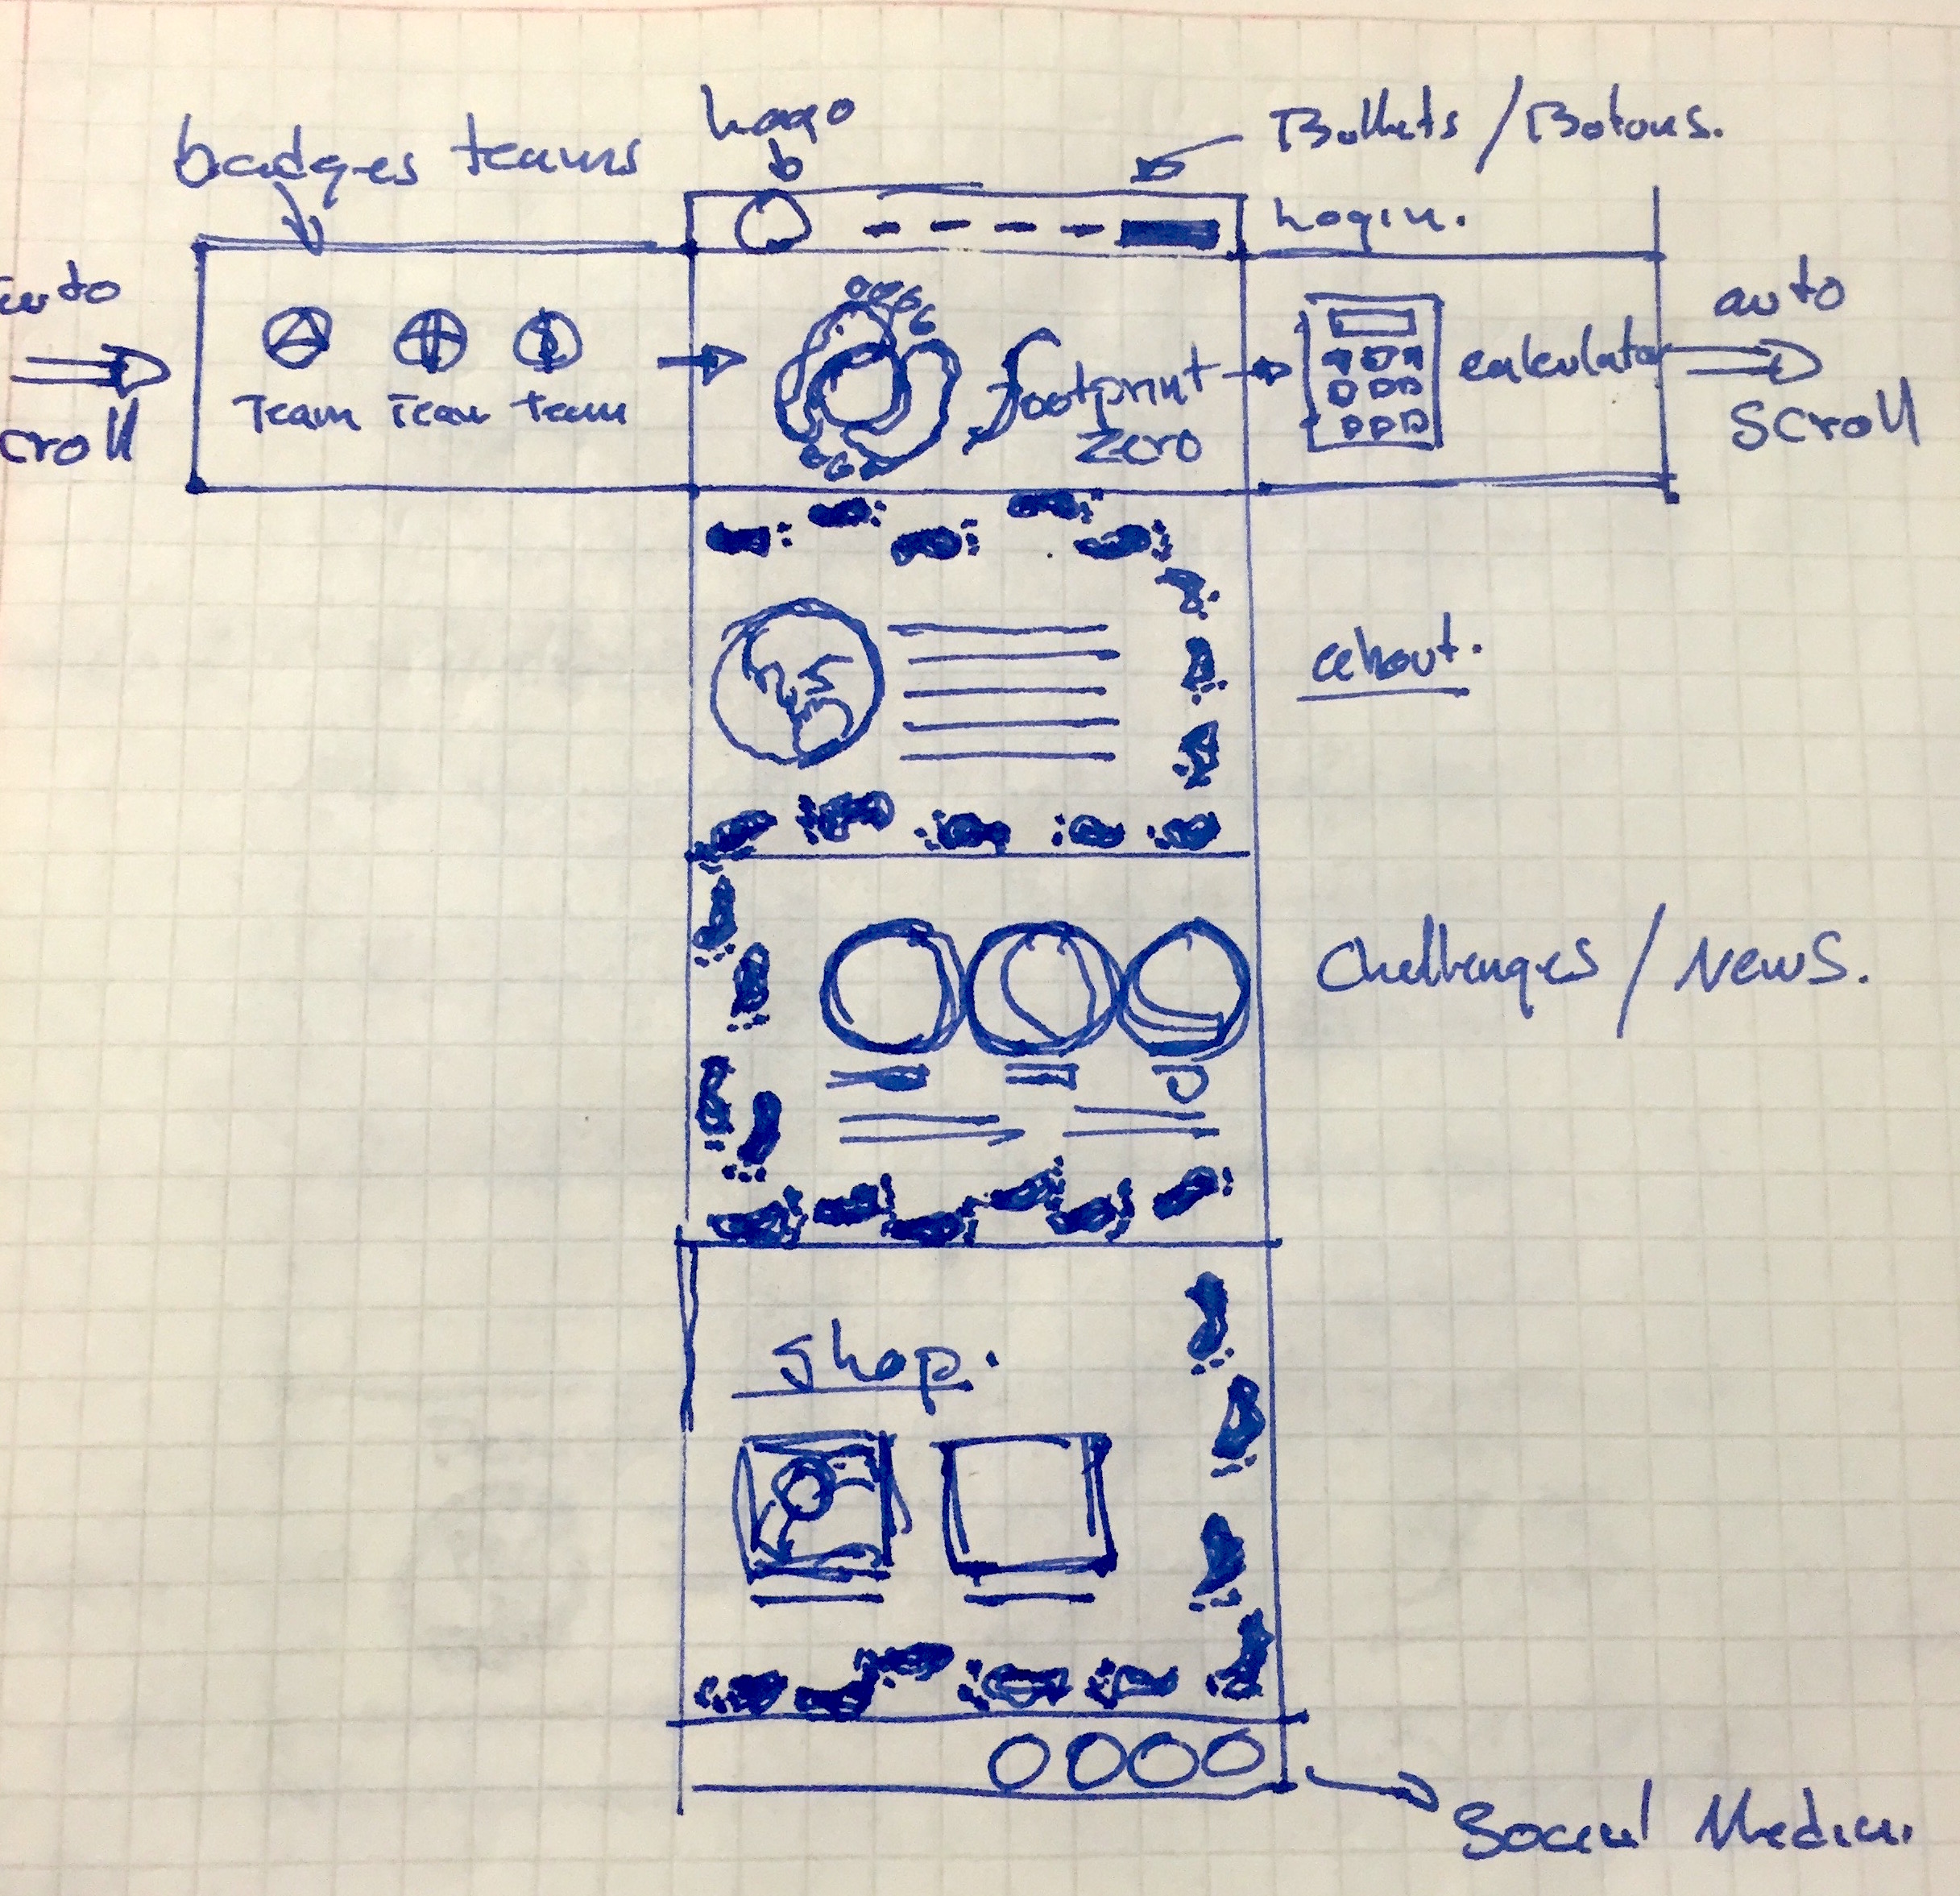 Logo
Bullets / Botons.
badges teams
Login.
auto
scroll
Team Team team
footprint
zero
calculator
auto
scroll
about.
Challenges / News.
Shop.
Social Media.